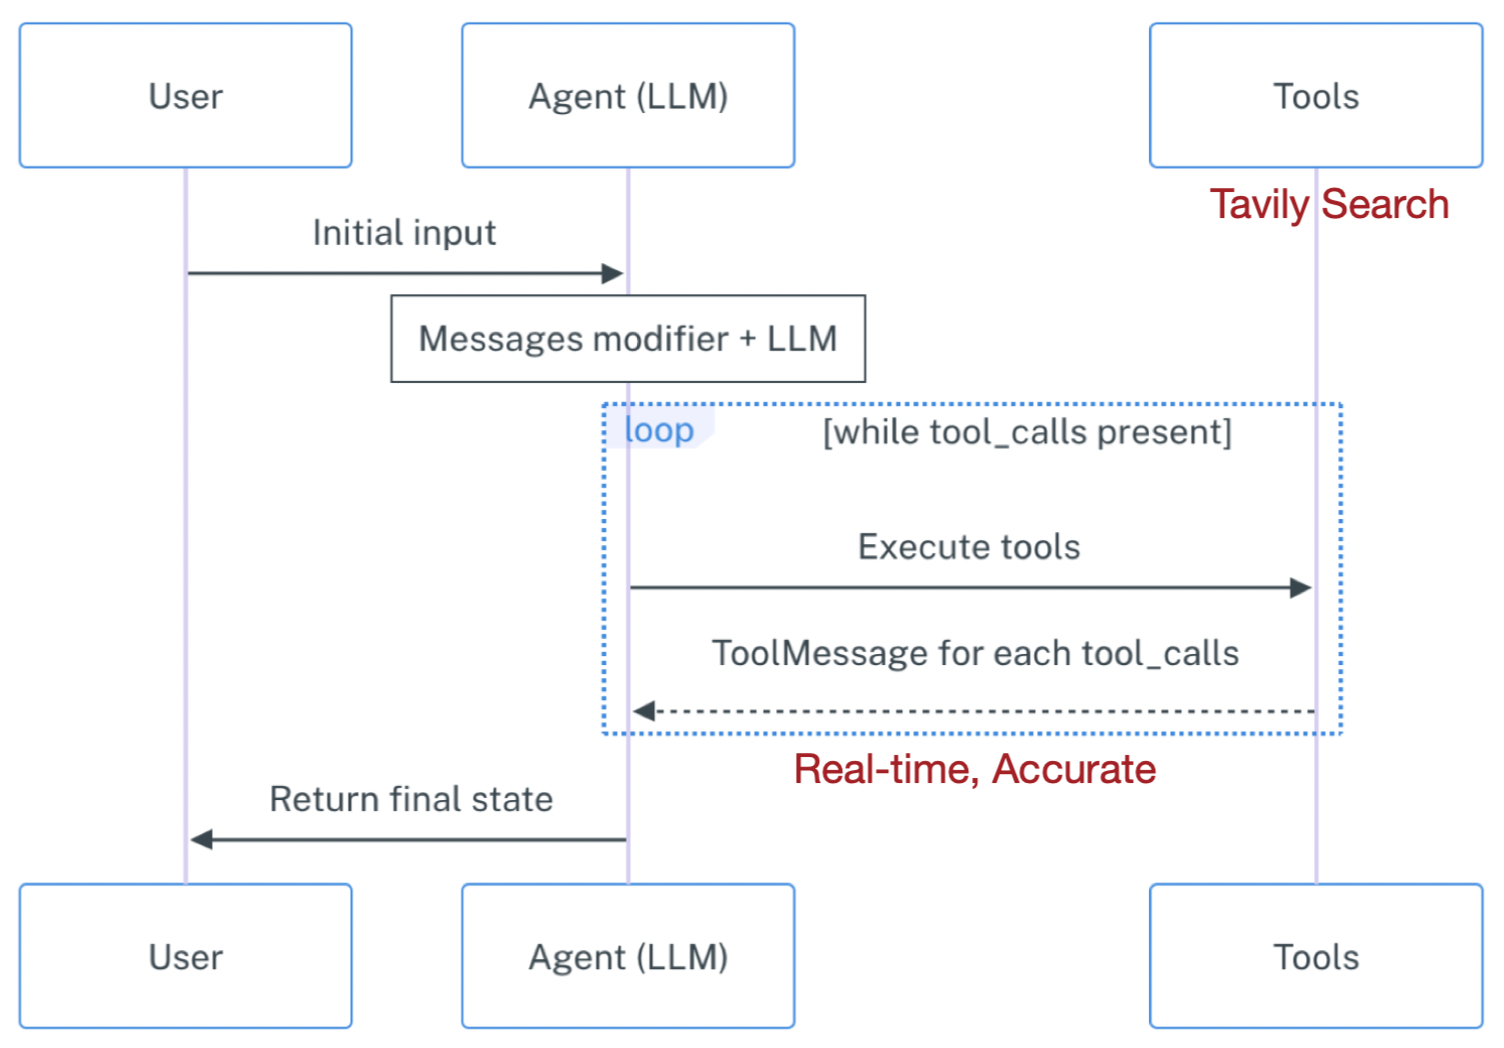 User
Agent (LLM)
Tools
Tavily Search
Initial input
Messages modifier + LLM
loop
[while tool_calls present]
Execute tools
ToolMessage for each tool_calls
Real-time, Accurate
Return final state
User
Agent (LLM)
Tools